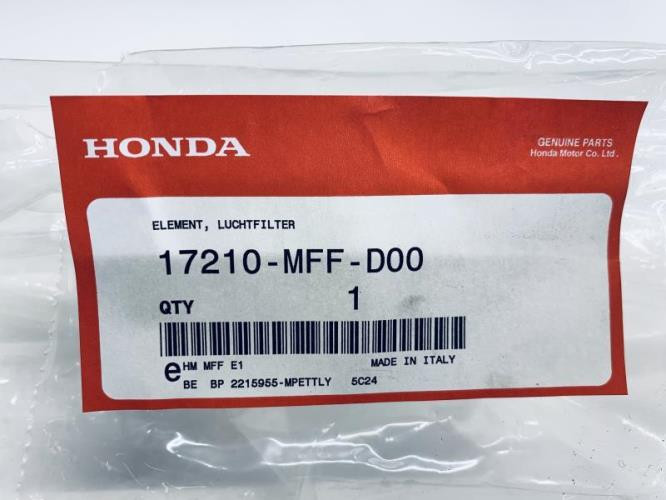 HONDA
GENUINE PARTS
Honda Motor Co. Ltd.
ELEMENT, LUCHTFILTER
17210-MFF-D00
QTY 1
e HM MFF E1 MADE IN ITALY
BE BP 2215955-MPETTLY 5C24